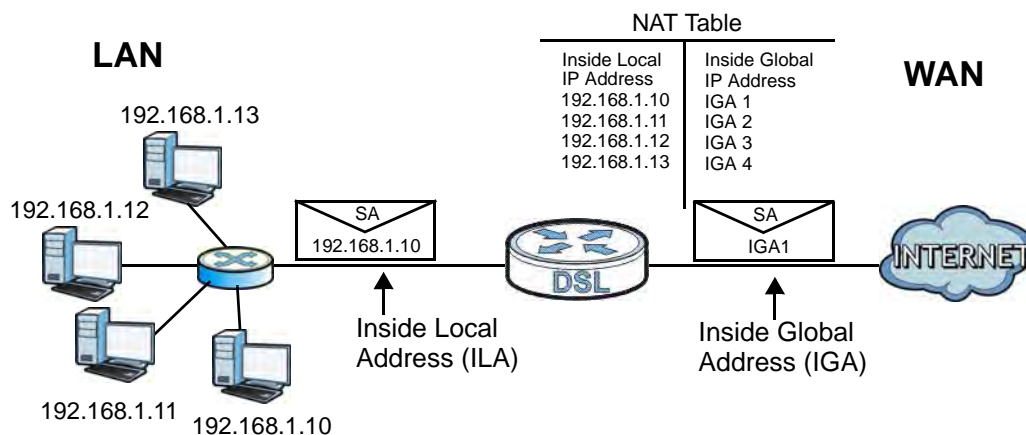 NAT Table
LAN
WAN
Inside Local
IP Address
192.168.1.10
192.168.1.11
192.168.1.12
192.168.1.13
Inside Global
IP Address
IGA 1
IGA 2
IGA 3
IGA 4
192.168.1.13
192.168.1.12
192.168.1.11
192.168.1.10
SA
192.168.1.10
DSL
SA
IGA1
INTERNET
Inside Local
Address (ILA)
Inside Global
Address (IGA)